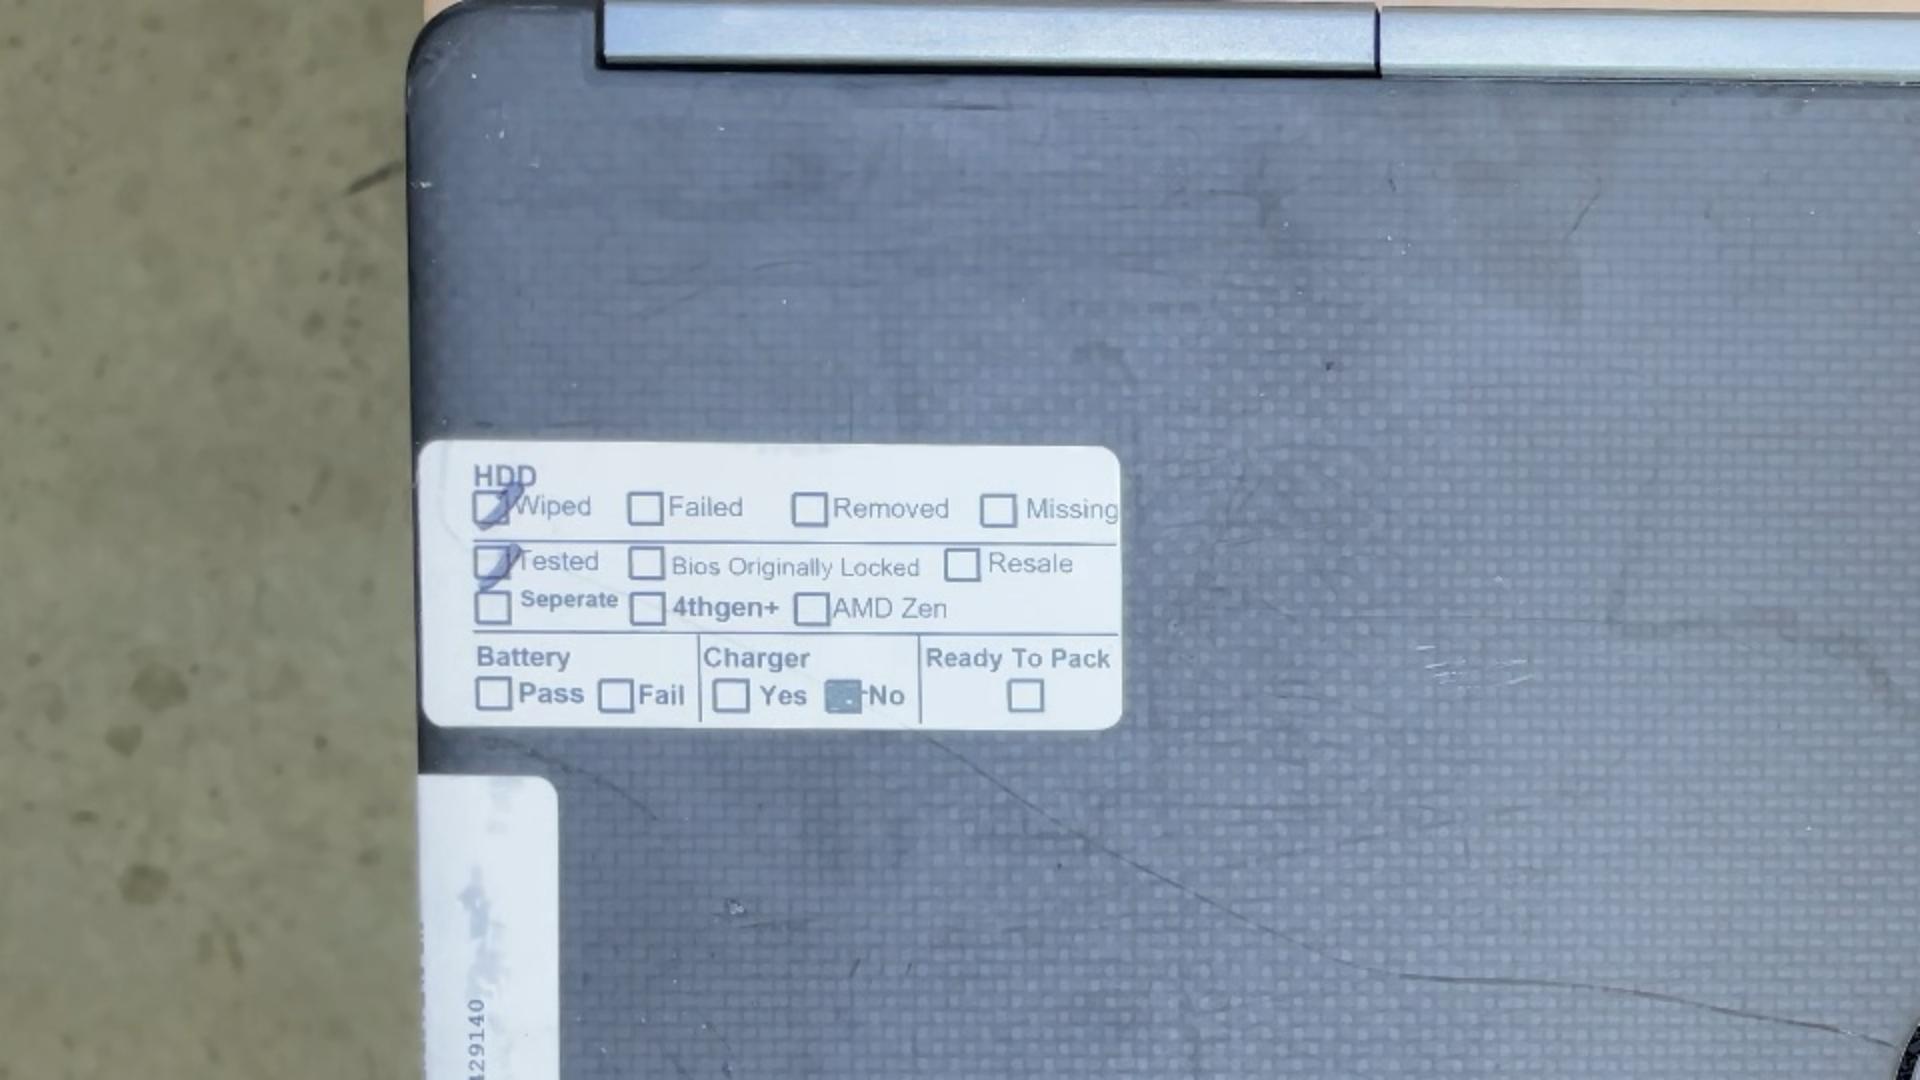 HDD
Wiped Failed Removed Missing
Tested Bios Originally Locked Resale
Seperate 4thgen+ AMD Zen
Battery Charger Ready To Pack
Pass Fail Yes No
429140